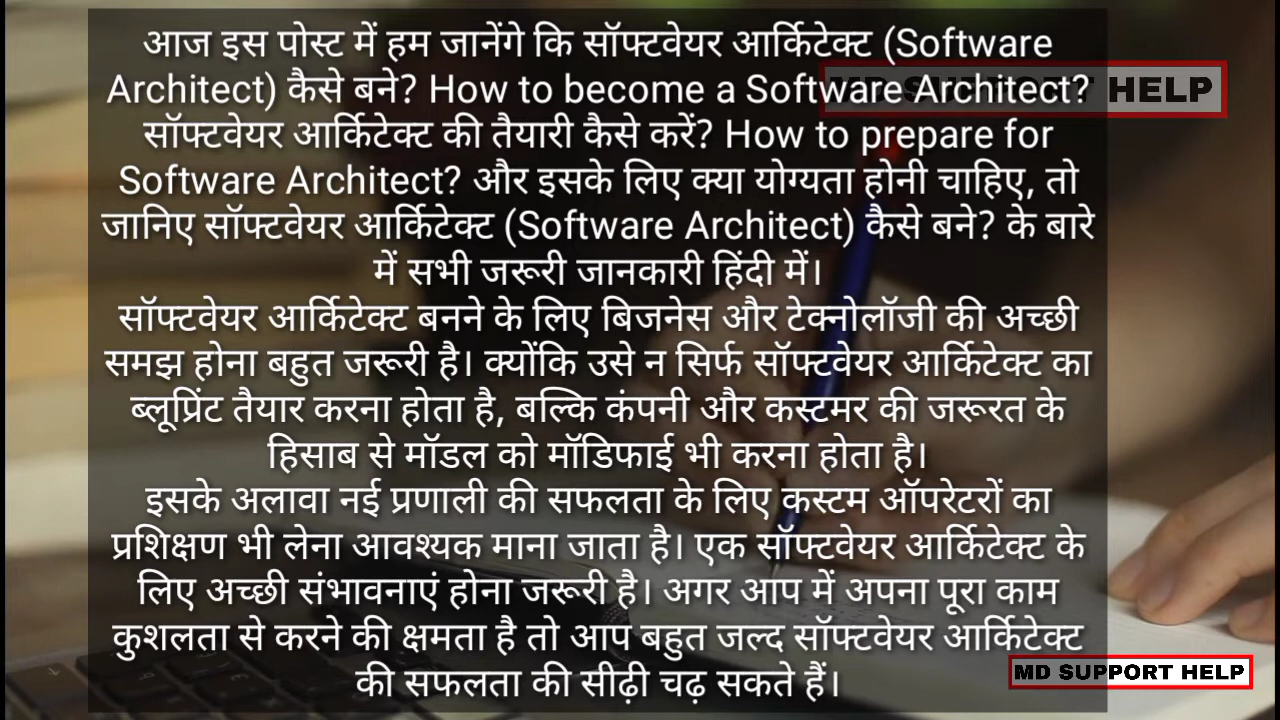 आज इस पोस्ट में हम जानेंगे कि सॉफ्टवेयर आर्किटेक्ट (Software
Architect) कैसे बने? How to become a Software Architect?
MD SUPPORT HELP
सॉफ्टवेयर आर्किटेक्ट की तैयारी कैसे करें? How to prepare for
Software Architect? और इसके लिए क्या योग्यता होनी चाहिए, तो
जानिए सॉफ्टवेयर आर्किटेक्ट (Software Architect) कैसे बने? के बारे
में सभी जरूरी जानकारी हिंदी में।
सॉफ्टवेयर आर्किटेक्ट बनने के लिए बिजनेस और टेक्नोलॉजी की अच्छी
समझ होना बहुत जरूरी है। क्योंकि उसे न सिर्फ सॉफ्टवेयर आर्किटेक्ट का
ब्लूप्रिंट तैयार करना होता है, बल्कि कंपनी और कस्टमर की जरूरत के
हिसाब से मॉडल को मॉडिफाई भी करना होता है।
इसके अलावा नई प्रणाली की सफलता के लिए कस्टम ऑपरेटरों का
प्रशिक्षण भी लेना आवश्यक माना जाता है। एक सॉफ्टवेयर आर्किटेक्ट के
लिए अच्छी संभावनाएं होना जरूरी है। अगर आप में अपना पूरा काम
कुशलता से करने की क्षमता है तो आप बहुत जल्द सॉफ्टवेयर आर्किटेक्ट
की सफलता की सीढ़ी चढ़ सकते हैं।
MD SUPPORT HELP